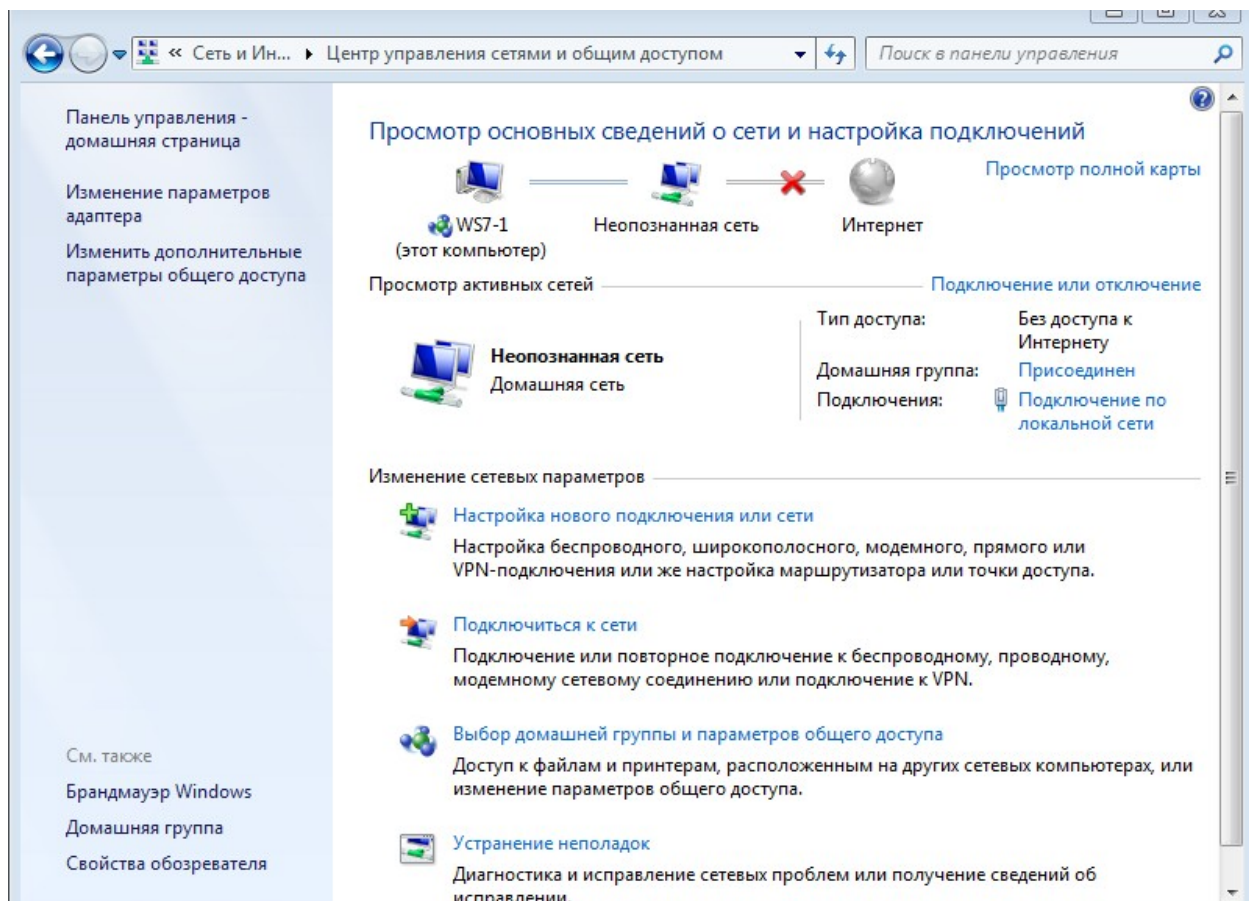 « Сеть и Ин... Центр управления сетями и общим доступом
Поиск в панели управления
Панель управления -
домашняя страница
Изменение параметров
адаптера
Изменить дополнительные
параметры общего доступа
См. также
Брандмауэр Windows
Домашняя группа
Свойства обозревателя
Просмотр основных сведений о сети и настройка подключений
Просмотр полной карты
WS7-1
(этот компьютер)
Неопознанная сеть
Интернет
Просмотр активных сетей
Подключение или отключение
Неопознанная сеть
Домашняя сеть
Тип доступа: Без доступа к
Интернету
Домашняя группа: Присоединен
Подключения: Подключение по
локальной сети
Изменение сетевых параметров
Настройка нового подключения или сети
Настройка беспроводного, широкополосного, модемного, прямого или
VPN-подключения или же настройка маршрутизатора или точки доступа.
Подключиться к сети
Подключение или повторное подключение к беспроводному, проводному,
модемному сетевому соединению или подключение к VPN.
Выбор домашней группы и параметров общего доступа
Доступ к файлам и принтерам, расположенным на других сетевых компьютерах, или
изменение параметров общего доступа.
Устранение неполадок
Диагностика и исправление сетевых проблем или получение сведений об
исправлении.